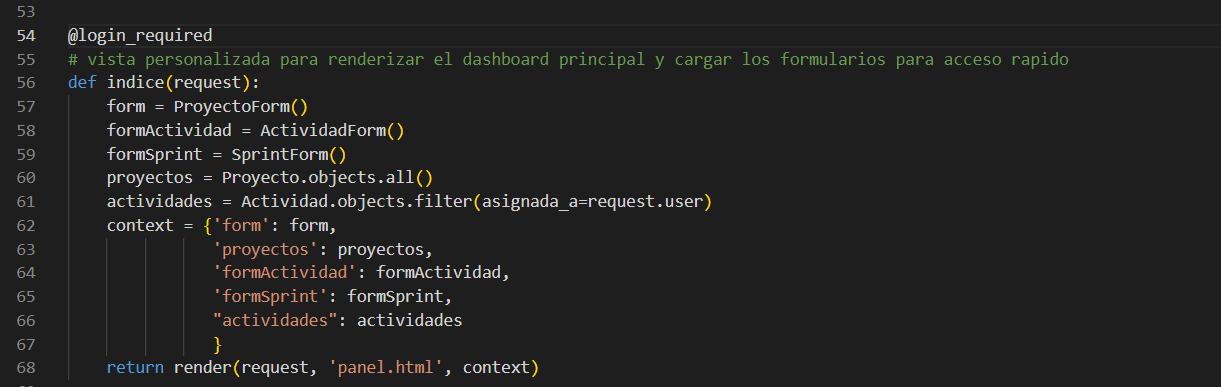 53
54 @login_required
55 # vista personalizada para renderizar el dashboard principal y cargar los formularios para acceso rapido
56 def indice(request):
57     form = ProyectoForm()
58     formActividad = ActividadForm()
59     formSprint = SprintForm()
60     proyectos = Proyecto.objects.all()
61     actividades = Actividad.objects.filter(asignada_a=request.user)
62     context = {'form': form,
63                'proyectos': proyectos,
64                'formActividad': formActividad,
65                'formSprint': formSprint,
66                "actividades": actividades
67                }
68     return render(request, 'panel.html', context)